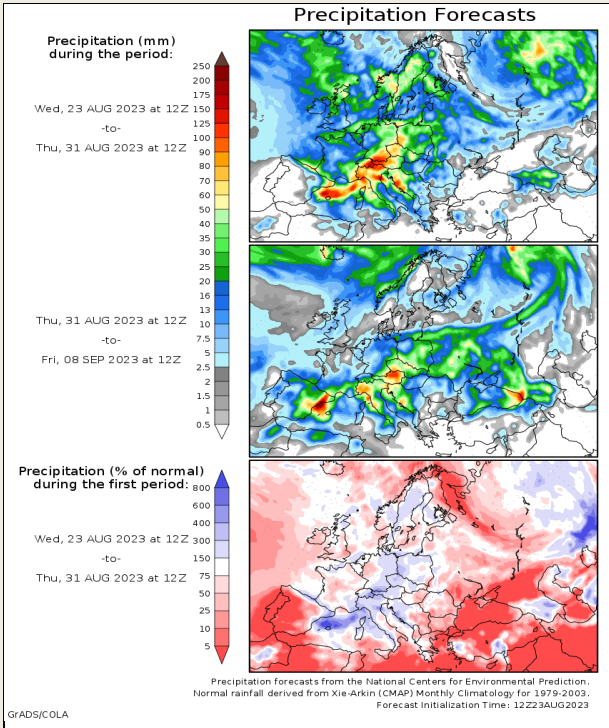 Precipitation Forecasts
Precipitation (mm)
during the period:
250
200
175
150
125
100
90
80
70
60
50
40
35
30
25
20
16
13
10
7.5
5
2.5
2
1.5
1
0.5
Wed, 23 AUG 2023 at 12Z
-to-
Thu, 31 AUG 2023 at 12Z
Thu, 31 AUG 2023 at 12Z
-to-
Fri, 08 SEP 2023 at 12Z
Precipitation (% of normal)
during the first period:
800
600
400
300
150
75
50
25
10
5
Wed, 23 AUG 2023 at 12Z
-to-
Thu, 31 AUG 2023 at 12Z
Precipitation forecasts from the National Centers for Environmental Prediction.
Normal rainfall derived from Xie-Arkin (CMAP) Monthly Climatology for 1979-2003.
Forecast Initialization Time: 12Z23AUG2023
GrADS/COLA